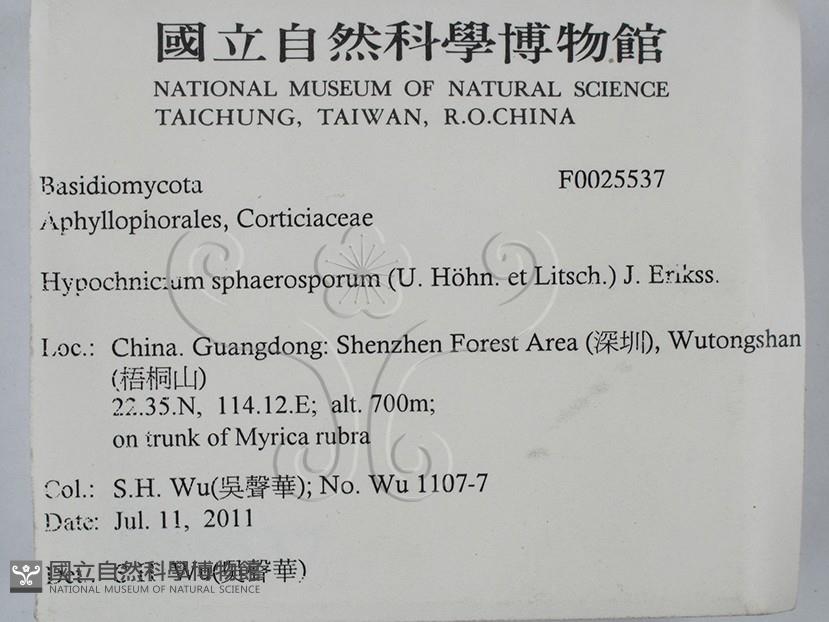 國立自然科學博物館
NATIONAL MUSEUM OF NATURAL SCIENCE
TAICHUNG, TAIWAN, R.O.CHINA
Basidiomycota F0025537
Aphyllophorales, Corticiaceae
Hypochnicium sphaerosporum (U. Höhn. et Litsch.) J. Erikss.
Loc.: China. Guangdong: Shenzhen Forest Area (深圳), Wutongshan
(梧桐山)
22.35.N, 114.12.E; alt. 700m;
on trunk of Myrica rubra
Col.: S.H. Wu(吳聲華); No. Wu 1107-7
Date: Jul. 11, 2011
Wu(吳聲華)
國立自然科學博物館
NATIONAL MUSEUM OF NATURAL SCIENCE